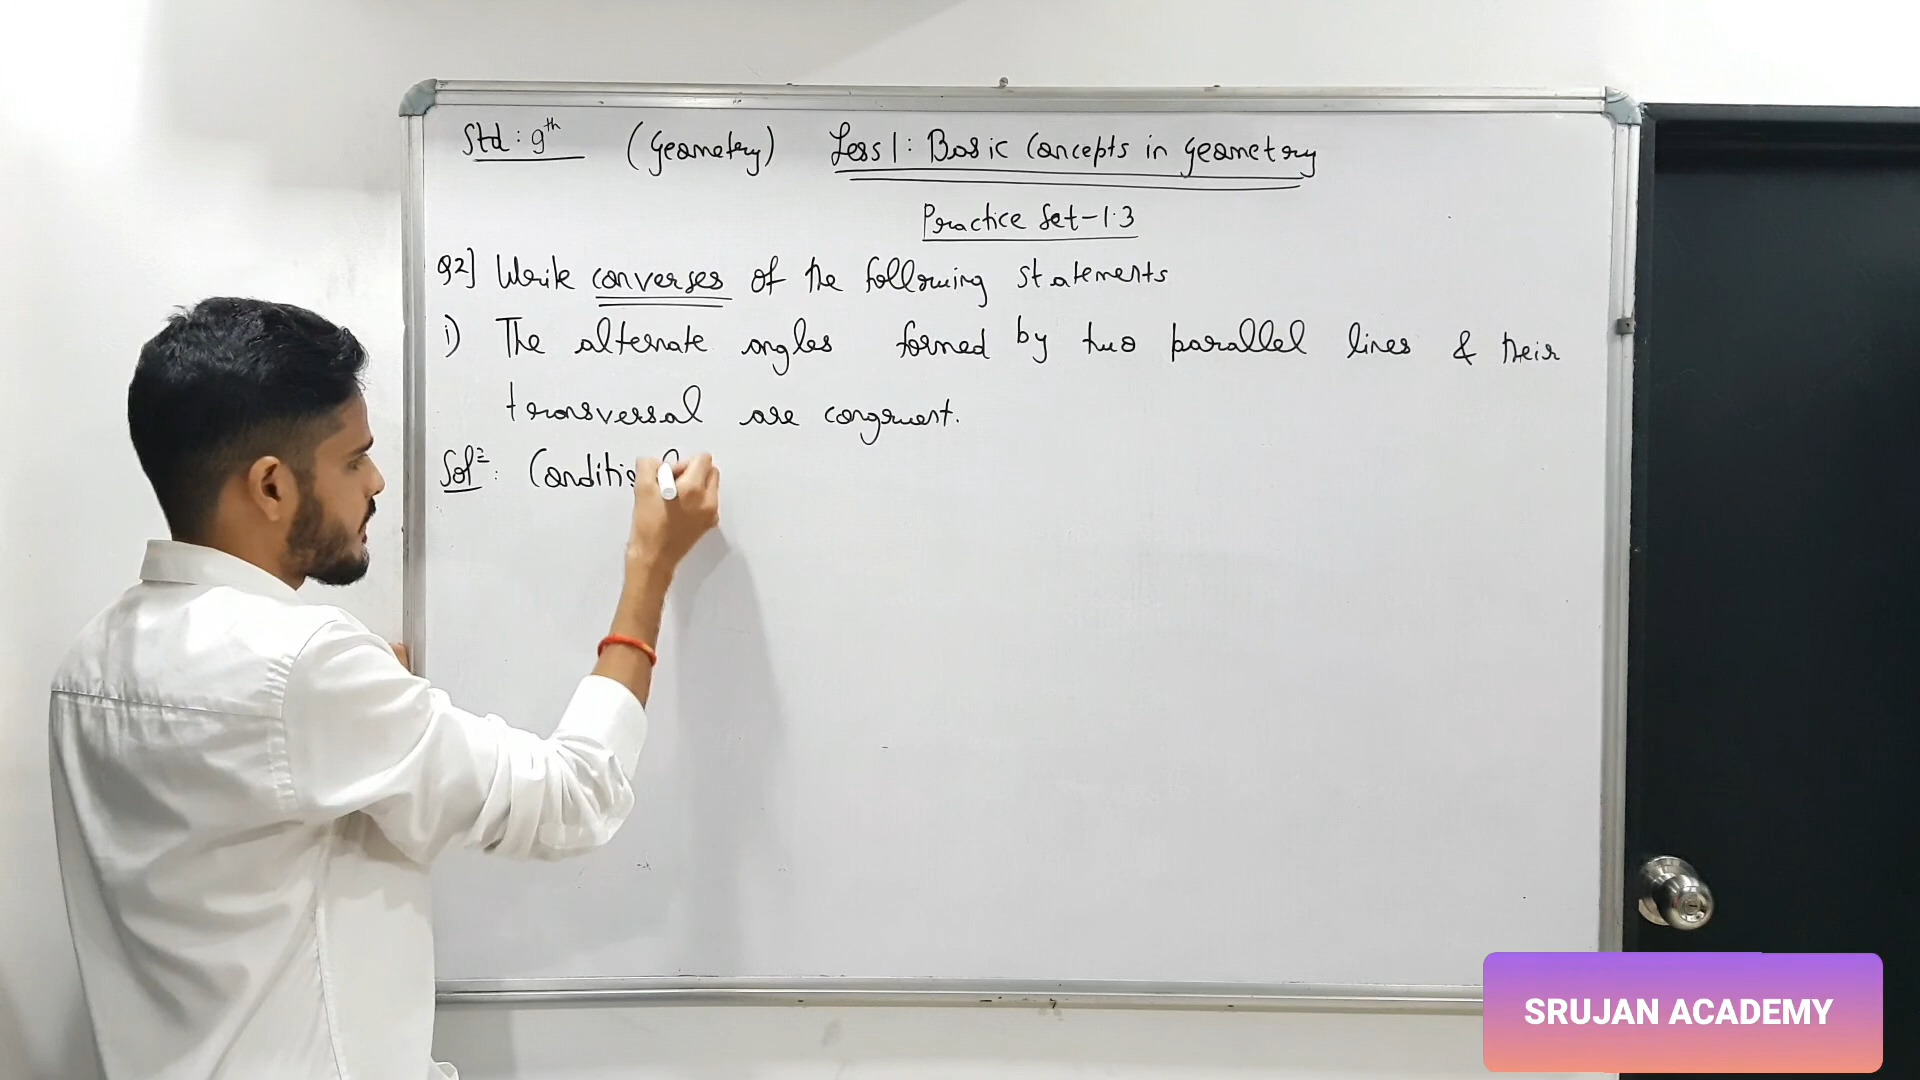 Std : 9th (Geometry) Less 1 : Basic Concepts in Geometry
Practice Set-1.3
Q2] Write converses of the following statements
i) The alternate angles formed by two parallel lines & their
transversal are congruent.
Soln : Conditio
SRUJAN ACADEMY